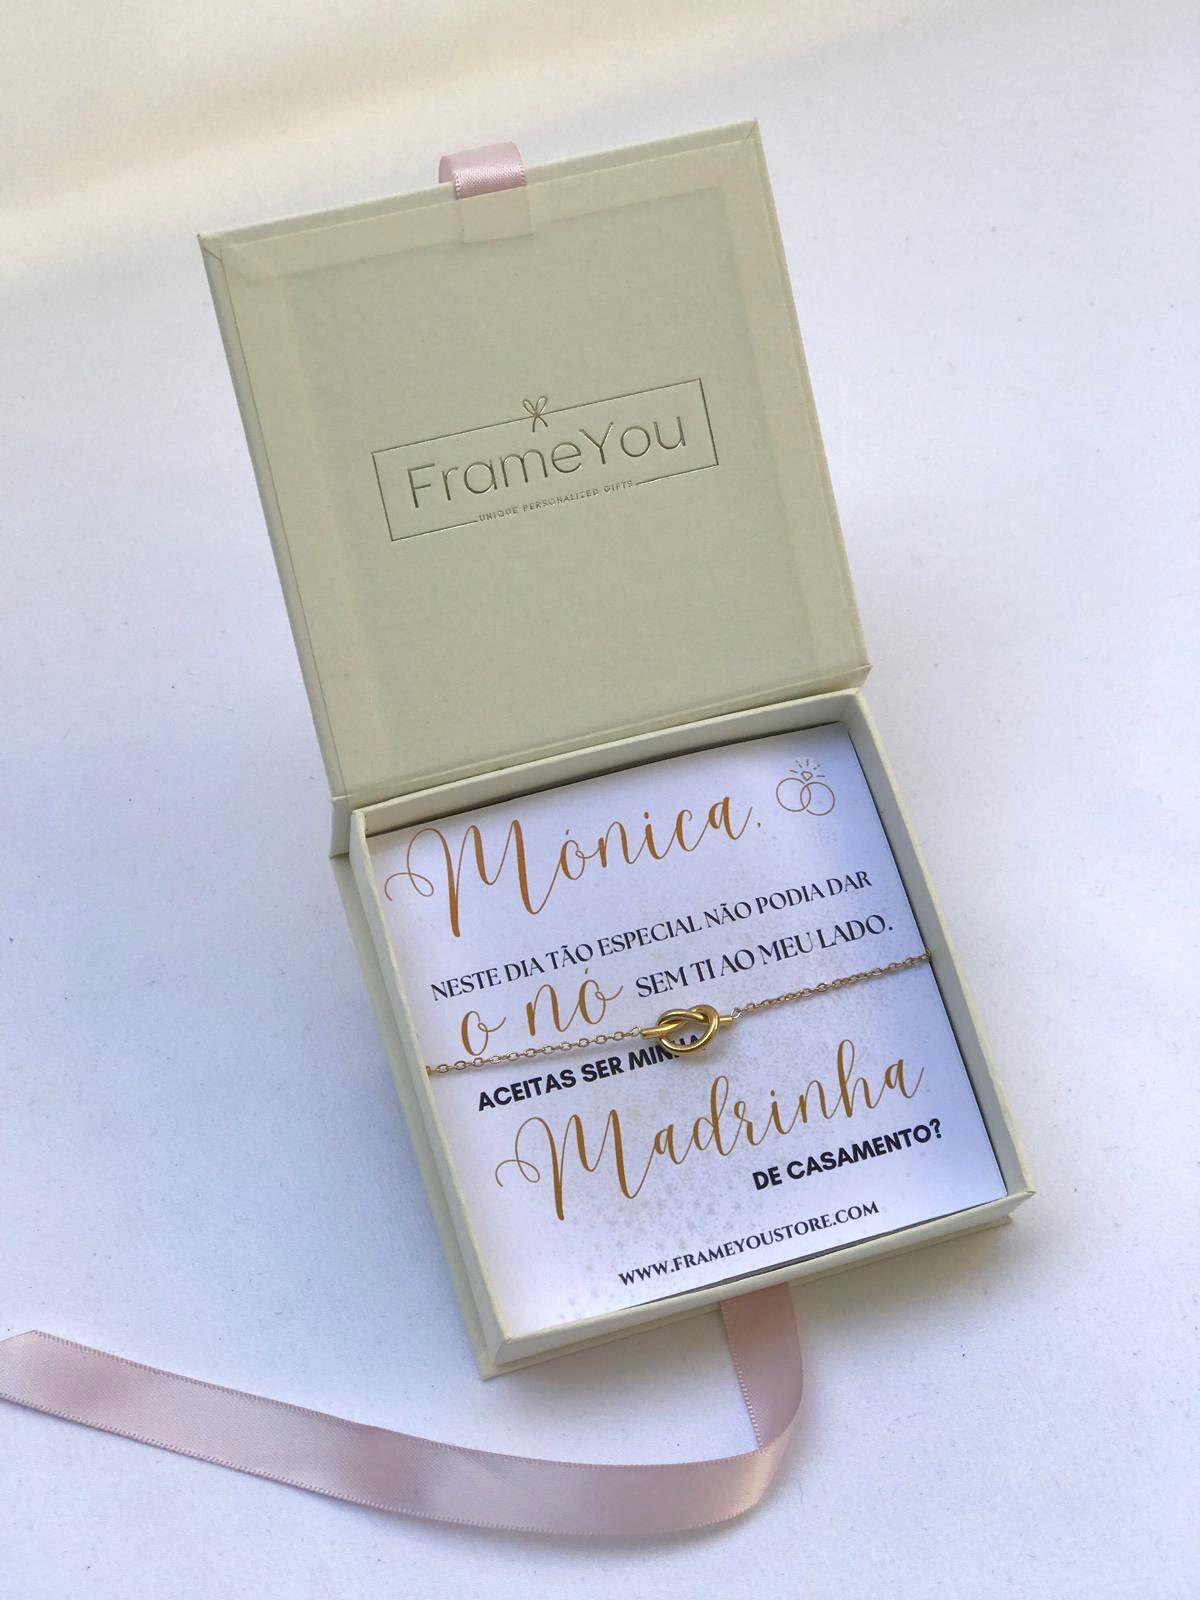 FrameYou
UNIQUE PERSONALIZED GIFTS
Mónica,
NESTE DIA TÃO ESPECIAL NÃO PODIA DAR
o nó SEM TI AO MEU LADO.
ACEITAS SER MINHA
Madrinha
DE CASAMENTO?
WWW.FRAMEYOUSTORE.COM